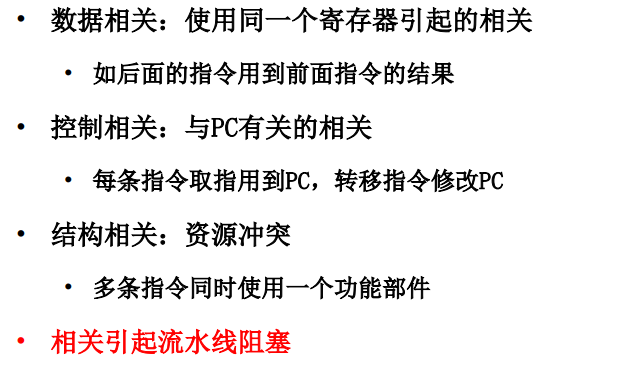 • 数据相关：使用同一个寄存器引起的相关
• 如后面的指令用到前面指令的结果
• 控制相关：与PC有关的相关
• 每条指令取指用到PC，转移指令修改PC
• 结构相关：资源冲突
• 多条指令同时使用一个功能部件
• 相关引起流水线阻塞